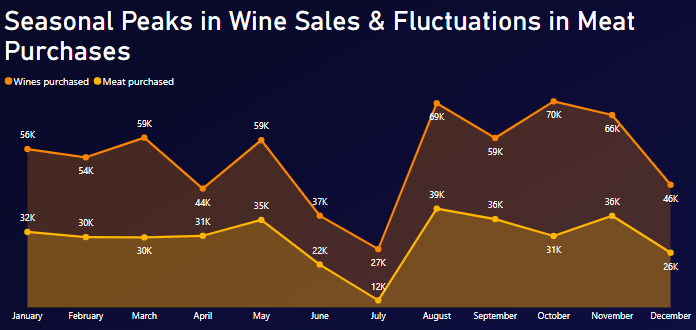 Seasonal Peaks in Wine Sales & Fluctuations in Meat
Purchases
Wines purchased Meat purchased
56K
54K
59K
44K
59K
37K
27K
69K
59K
70K
66K
46K
32K
30K
30K
31K
35K
22K
12K
39K
36K
31K
36K
26K
January February March April May June July August September October November December